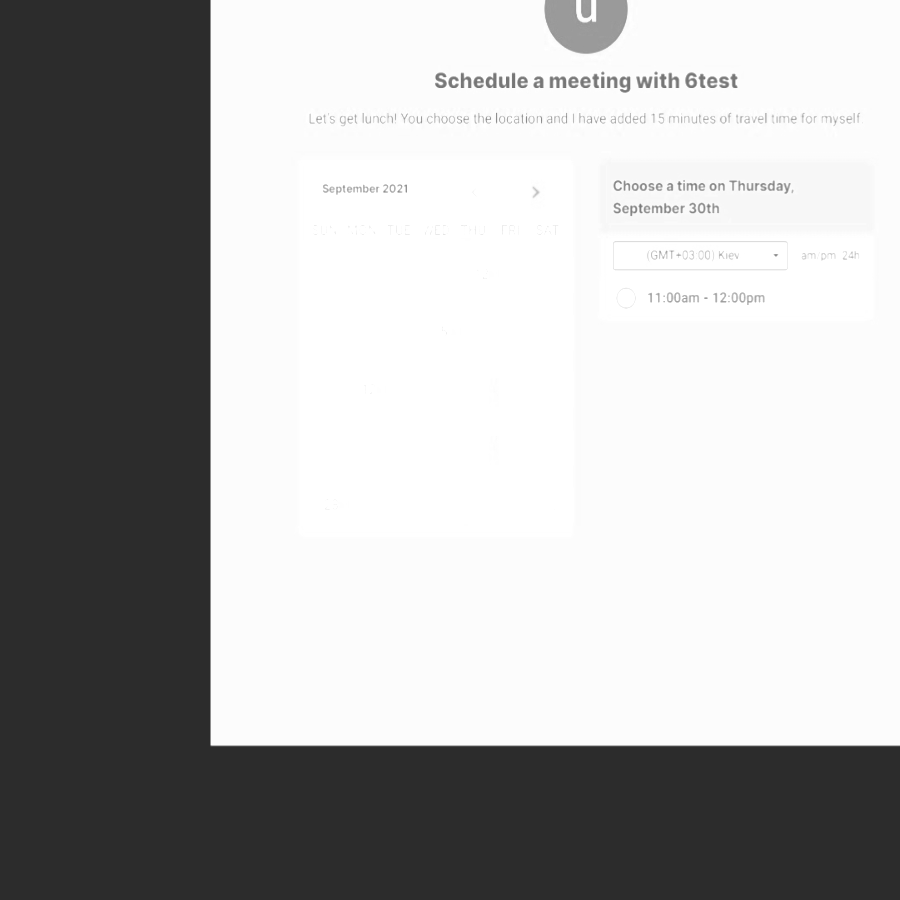 u
Schedule a meeting with 6test
Let's get lunch! You choose the location and I have added 15 minutes of travel time for myself
September 2021
SUN MON TUE WED THU FRI SAT
Choose a time on Thursday,
September 30th
(GMT+03:00) Kiev
am/pm 24h
11:00am - 12:00pm